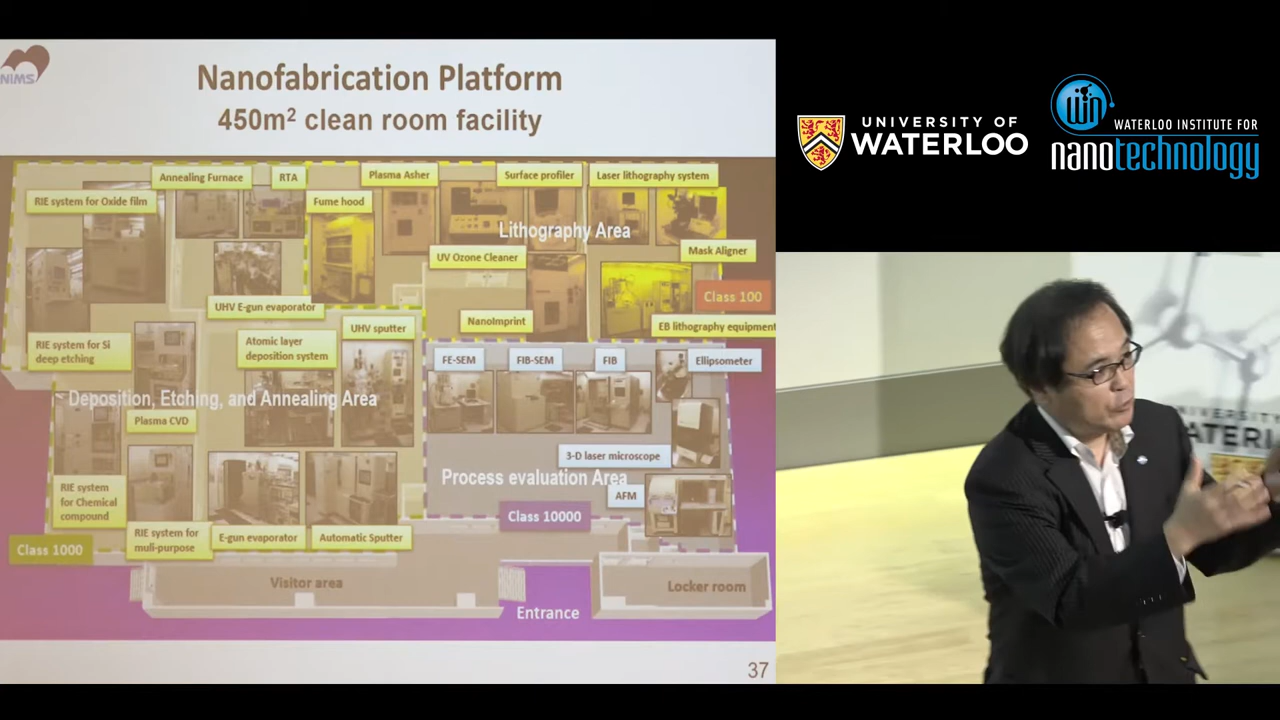 NIMS
Nanofabrication Platform
450m² clean room facility
Annealing Furnace
RTA
Plasma Asher
Surface profiler
Laser lithography system
RIE system for Oxide film
Fume hood
Lithography Area
UV Ozone Cleaner
Mask Aligner
Class 100
UHV E-gun evaporator
NanoImprint
EB lithography equipment
UHV sputter
RIE system for Si
deep etching
Atomic layer
deposition system
FE-SEM
FIB-SEM
FIB
Ellipsometer
Deposition, Etching, and Annealing Area
Plasma CVD
3-D laser microscope
Process evaluation Area
AFM
RIE system
for Chemical
compound
Class 10000
RIE system for
muli-purpose
E-gun evaporator
Automatic Sputter
Class 1000
Visitor area
Locker room
Entrance
37
UNIVERSITY OF
WATERLOO
WIN
WATERLOO INSTITUTE FOR
nanotechnology